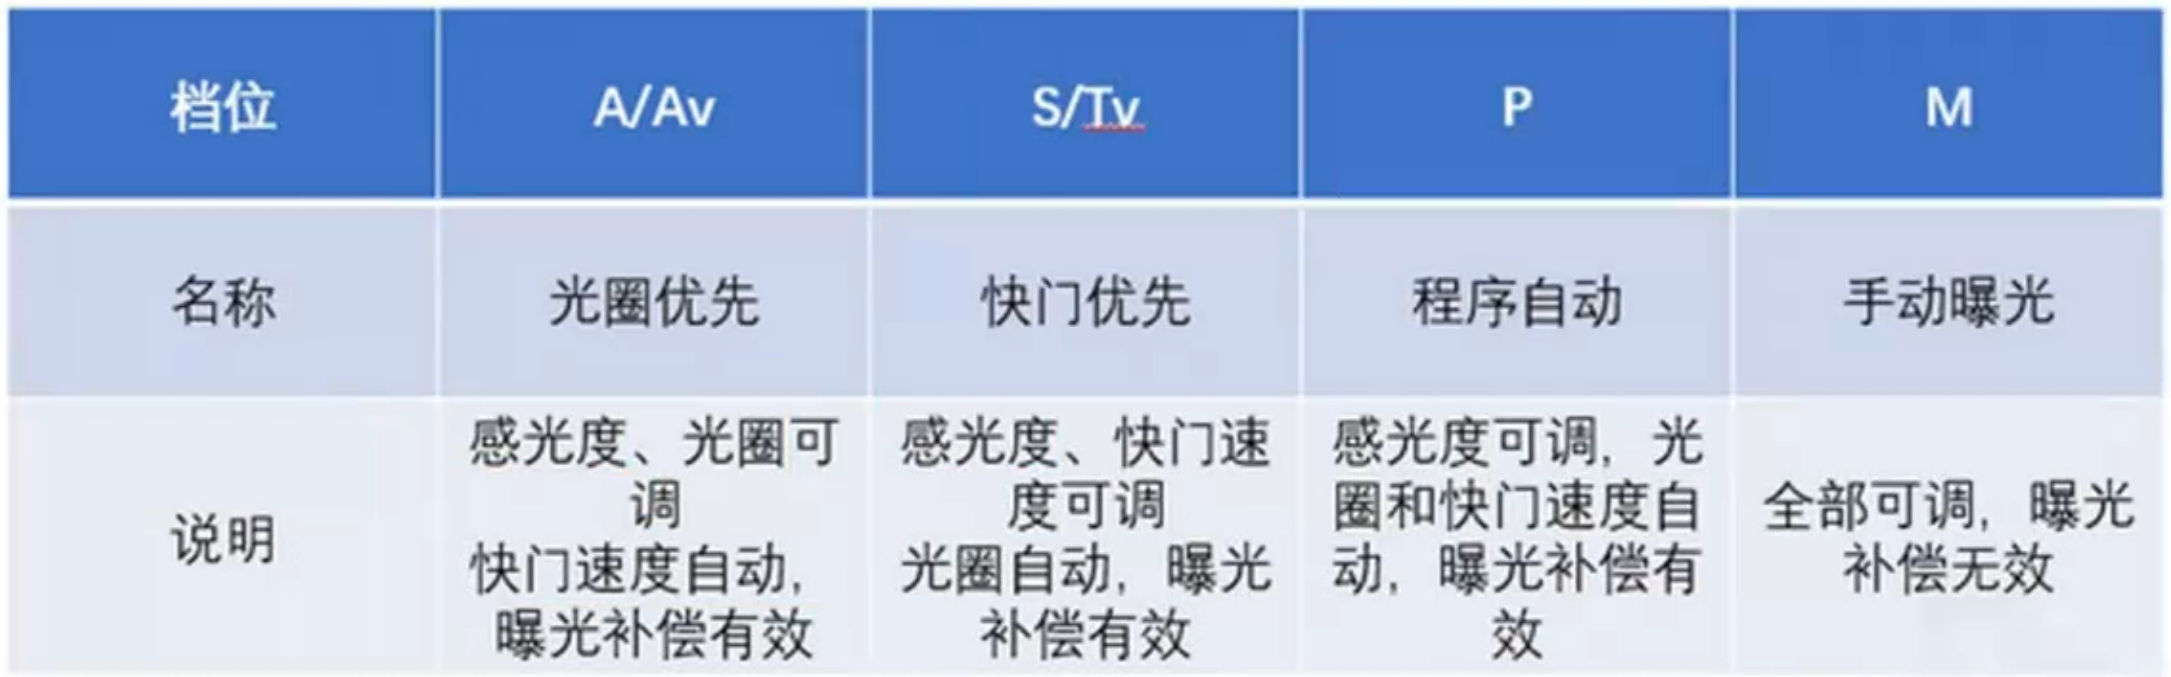 档位
A/Av
S/Tv
P
M
名称
光圈优先
快门优先
程序自动
手动曝光
说明
感光度、光圈可
调
快门速度自动，
曝光补偿有效
感光度、快门速
度可调
光圈自动，曝光
补偿有效
感光度可调，光
圈和快门速度自
动，曝光补偿有
效
全部可调，曝光
补偿无效